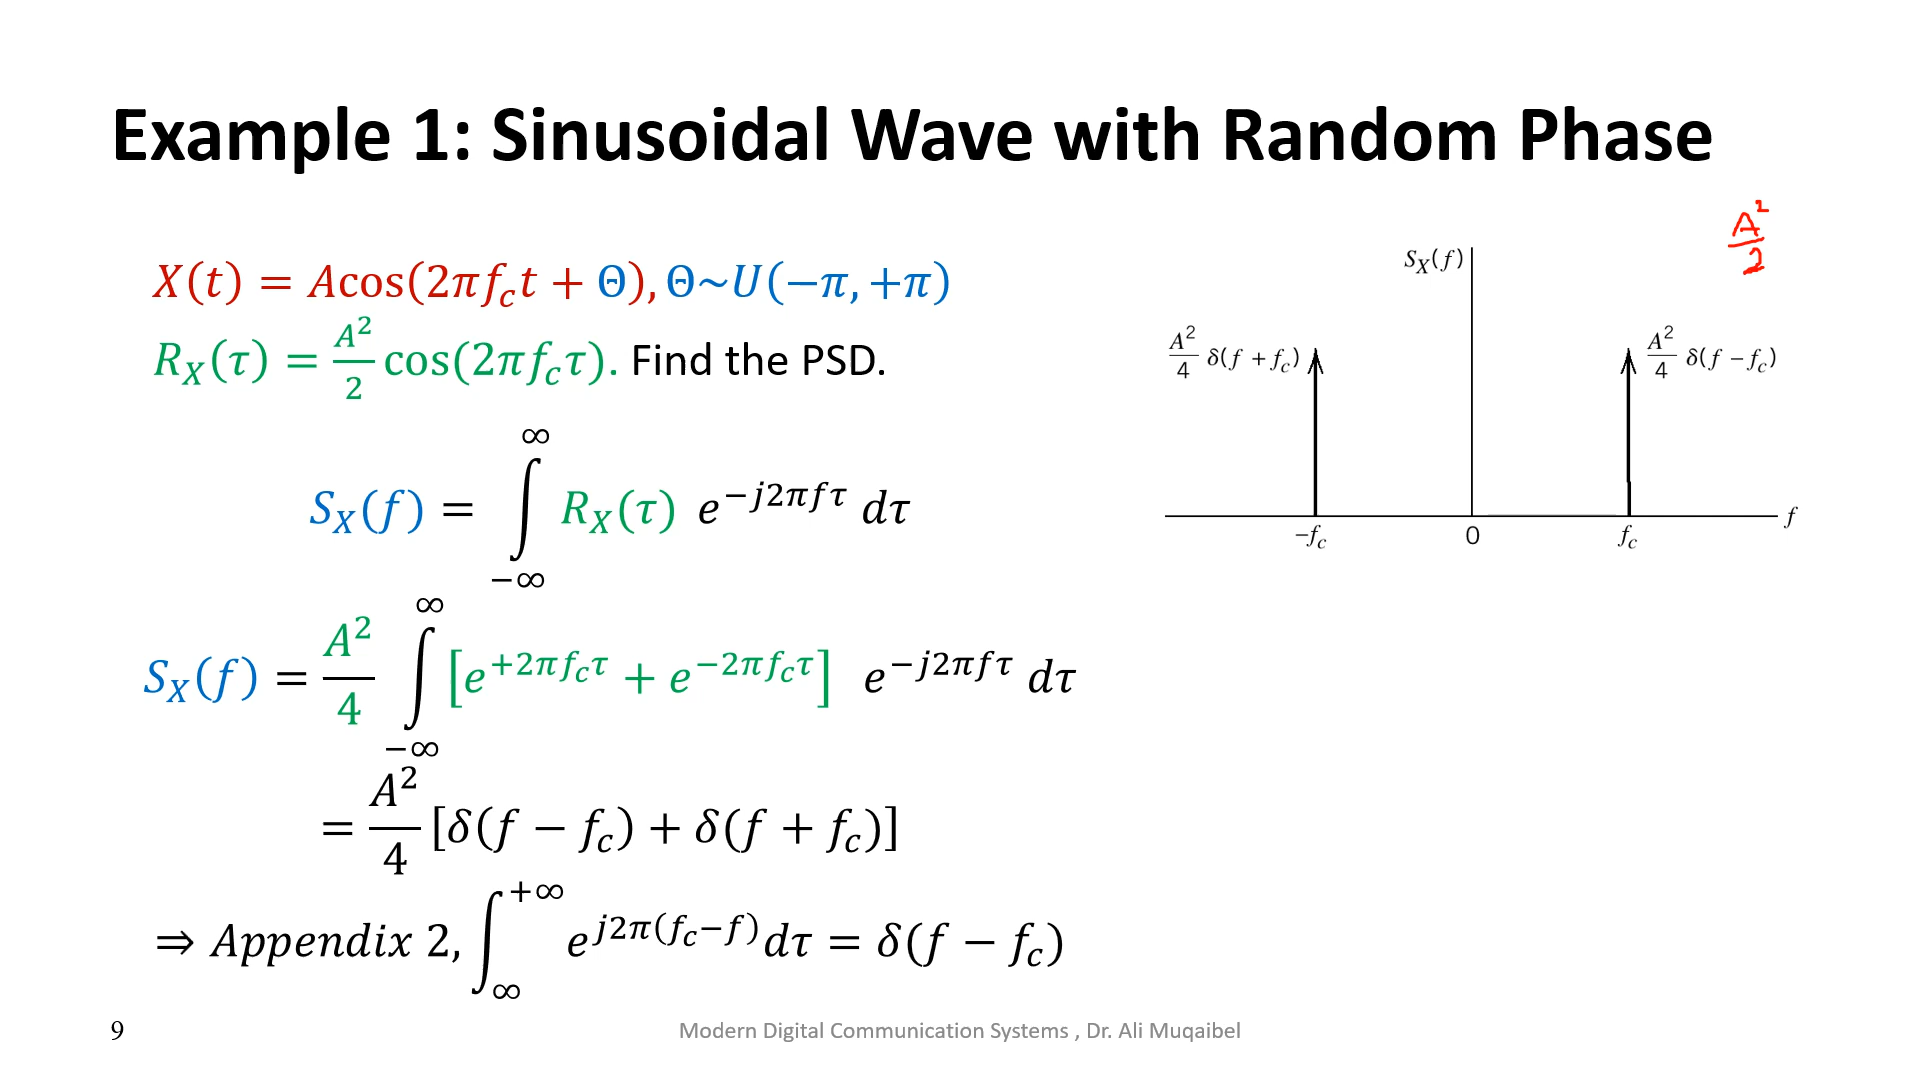 Example 1: Sinusoidal Wave with Random Phase
X(t) = Acos(2πf_c t + Θ), Θ~U(−π, +π)
R_X(τ) = A²/2 cos(2πf_c τ). Find the PSD.
S_X(f) = ∫_{−∞}^{∞} R_X(τ) e^{−j2πfτ} dτ
S_X(f) = A²/4 ∫_{−∞}^{∞} [e^{+2πf_cτ} + e^{−2πf_cτ}] e^{−j2πfτ} dτ
= A²/4 [δ(f − f_c) + δ(f + f_c)]
⇒ Appendix 2, ∫_{∞}^{+∞} e^{j2π(f_c−f)} dτ = δ(f − f_c)
A²/2
S_X(f)
A²/4 δ(f + f_c)
A²/4 δ(f − f_c)
f
−f_c 0 f_c
9
Modern Digital Communication Systems , Dr. Ali Muqaibel